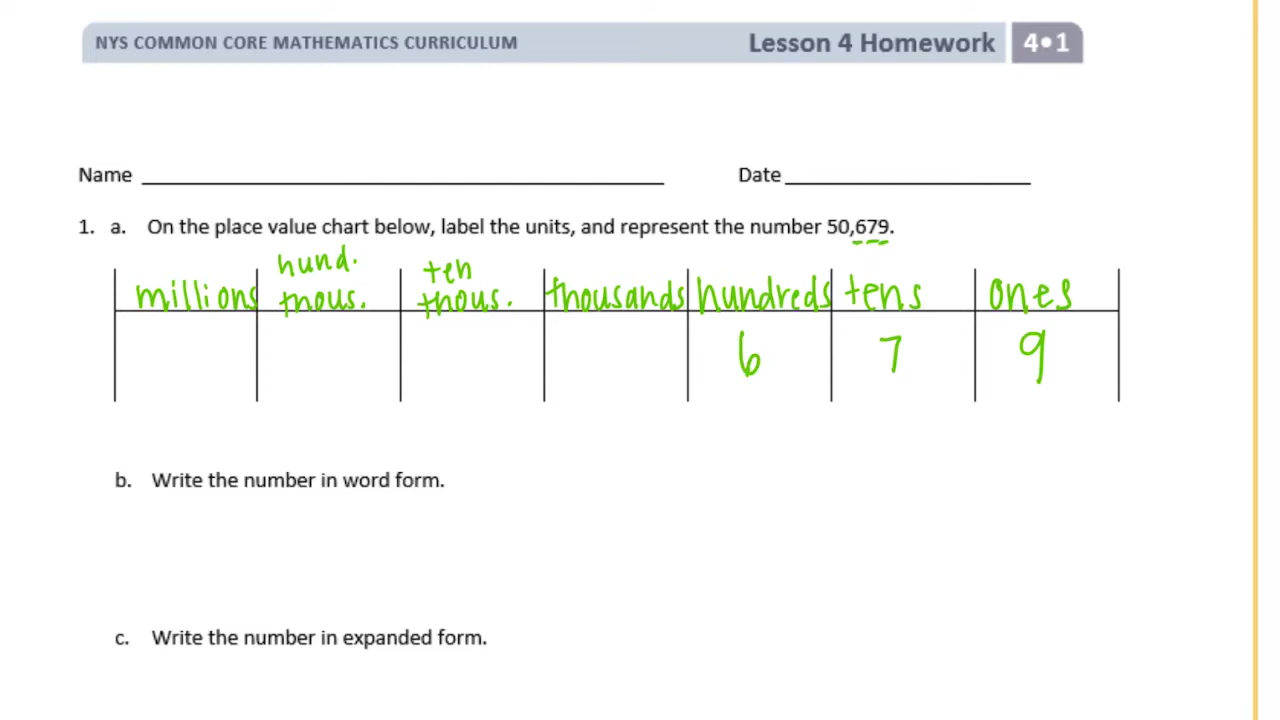 NYS COMMON CORE MATHEMATICS CURRICULUM Lesson 4 Homework 4•1
Name Date
1. a. On the place value chart below, label the units, and represent the number 50,679.
millions hund. thous. ten thous. thousands hundreds tens ones
6 7 9
b. Write the number in word form.
c. Write the number in expanded form.